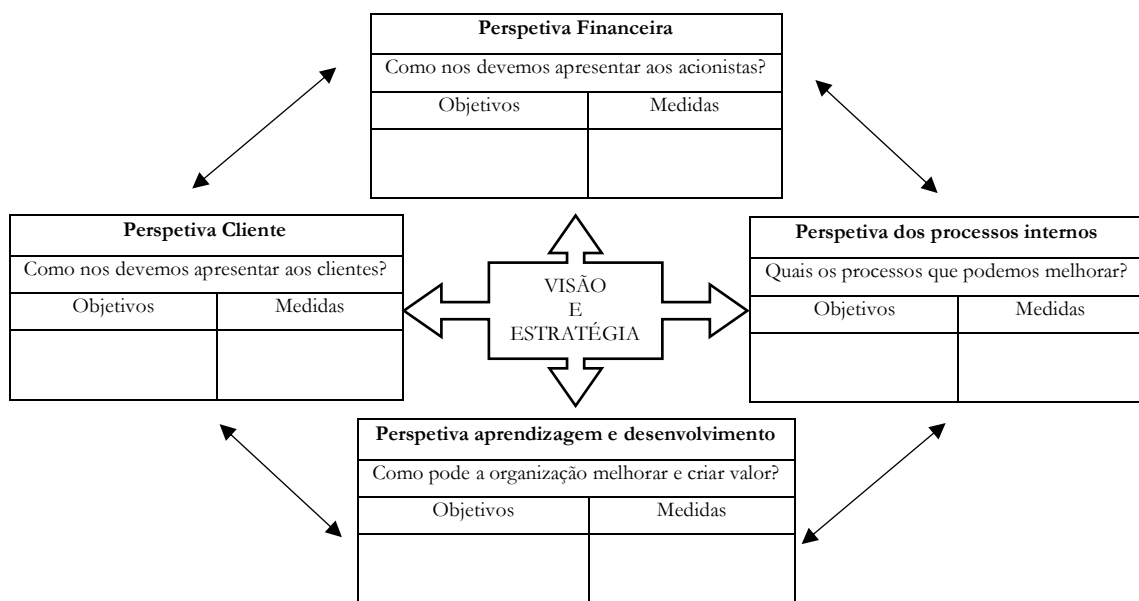 Perspetiva Financeira
Como nos devemos apresentar aos acionistas?
Objetivos Medidas
Perspetiva Cliente
Como nos devemos apresentar aos clientes?
Objetivos Medidas
VISÃO
E
ESTRATÉGIA
Perspetiva dos processos internos
Quais os processos que podemos melhorar?
Objetivos Medidas
Perspetiva aprendizagem e desenvolvimento
Como pode a organização melhorar e criar valor?
Objetivos Medidas